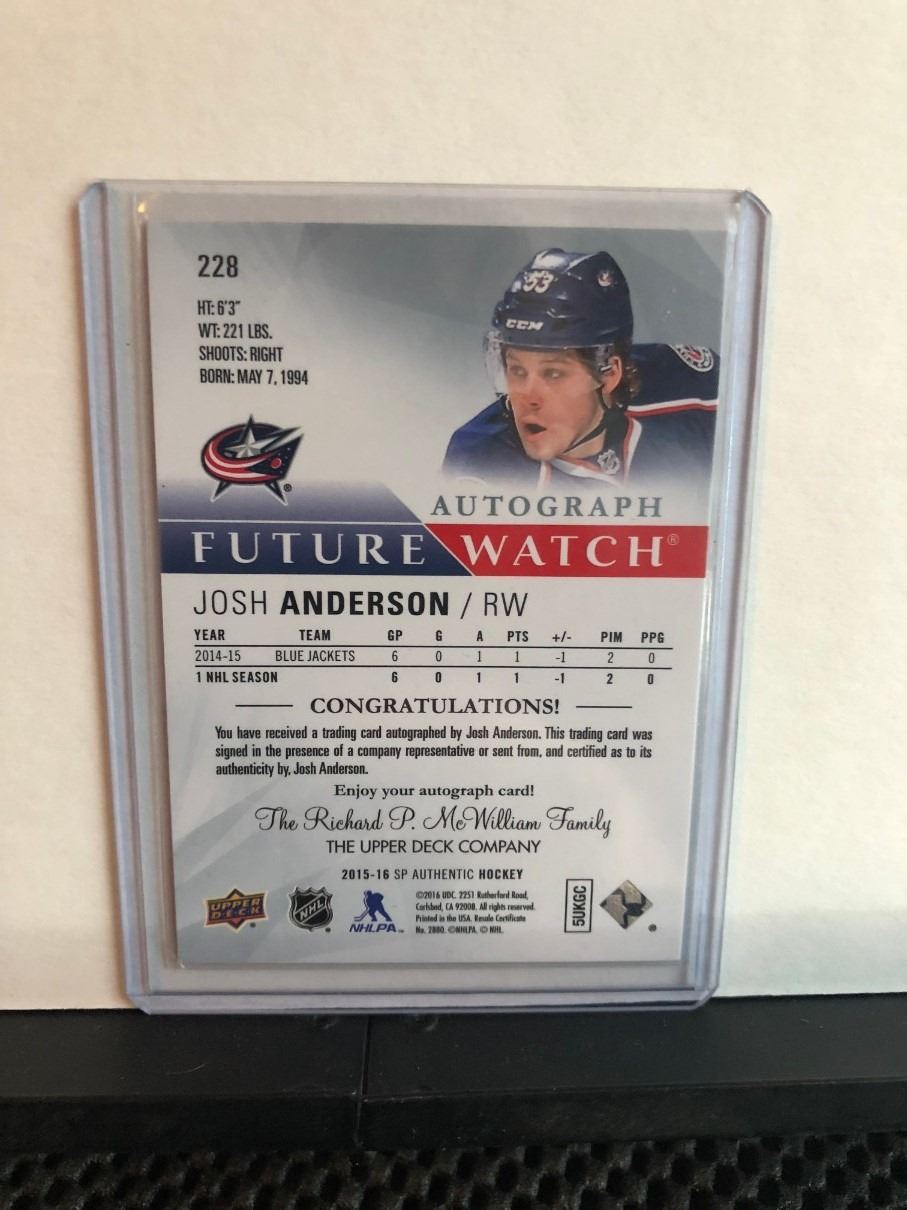 228
HT: 6'3"
WT: 221 LBS.
SHOOTS: RIGHT
BORN: MAY 7, 1994
53
CCM
AUTOGRAPH
FUTURE WATCH®
JOSH ANDERSON / RW
YEAR TEAM GP G A PTS +/- PIM PPG
2014-15 BLUE JACKETS 6 0 1 1 -1 2 0
1 NHL SEASON 6 0 1 1 -1 2 0
CONGRATULATIONS!
You have received a trading card autographed by Josh Anderson. This trading card was
signed in the presence of a company representative or sent from, and certified as to its
authenticity by, Josh Anderson.
Enjoy your autograph card!
The Richard P. McWilliam Family
THE UPPER DECK COMPANY
2015-16 SP AUTHENTIC HOCKEY
UPPER DECK
NHL
NHLPA
©2016 UDC. 2251 Rutherford Road,
Carlsbad, CA 92008. All rights reserved.
Printed in the USA. Resale Certificate
No. 2880. ©NHLPA. © NHL.
5UKGC